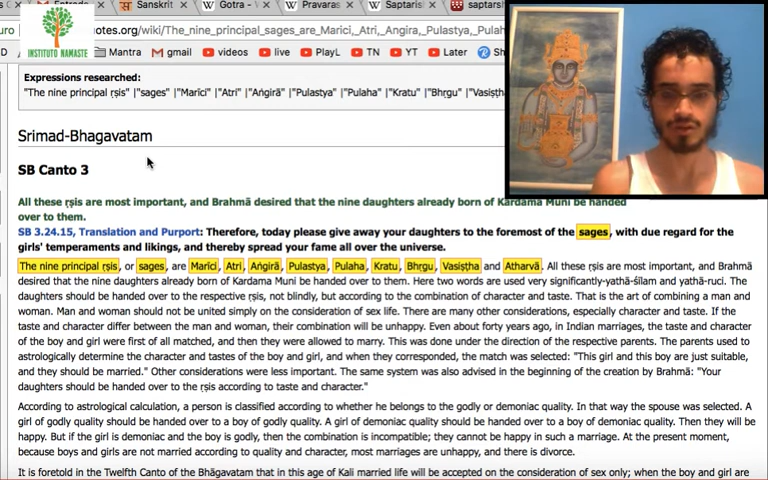 Sanskrit
Gotra -
Pravaras
Saptaris
saptars
uro
otes.org/wiki/The_nine_principal_sages_are_Marici,_Atri,_Angira,_Pulastya,_Pulah
INSTITUTO NAMASTE
Mantra
gmail
videos
live
PlayL
TN
YT
Later
Expressions researched:
"The nine principal ṛṣis" |"sages" |"Marīci" |"Atri" |"Aṅgirā" |"Pulastya" |"Pulaha" |"Kratu" |"Bhṛgu" |"Vasiṣṭh
Srimad-Bhagavatam
SB Canto 3
All these ṛṣis are most important, and Brahmā desired that the nine daughters already born of Kardama Muni be handed
over to them.
SB 3.24.15, Translation and Purport: Therefore, today please give away your daughters to the foremost of the sages, with due regard for the
girls' temperaments and likings, and thereby spread your fame all over the universe.
The nine principal ṛṣis, or sages, are Marīci, Atri, Aṅgirā, Pulastya, Pulaha, Kratu, Bhṛgu, Vasiṣṭha and Atharvā. All these ṛṣis are most important, and Brahmā
desired that the nine daughters already born of Kardama Muni be handed over to them. Here two words are used very significantly-yathā-śīlam and yathā-ruci. The
daughters should be handed over to the respective ṛṣis, not blindly, but according to the combination of character and taste. That is the art of combining a man and
woman. Man and woman should not be united simply on the consideration of sex life. There are many other considerations, especially character and taste. If the
taste and character differ between the man and woman, their combination will be unhappy. Even about forty years ago, in Indian marriages, the taste and character
of the boy and girl were first of all matched, and then they were allowed to marry. This was done under the direction of the respective parents. The parents used to
astrologically determine the character and tastes of the boy and girl, and when they corresponded, the match was selected: "This girl and this boy are just suitable,
and they should be married." Other considerations were less important. The same system was also advised in the beginning of the creation by Brahmā: "Your
daughters should be handed over to the ṛṣis according to taste and character."
According to astrological calculation, a person is classified according to whether he belongs to the godly or demoniac quality. In that way the spouse was selected. A
girl of godly quality should be handed over to a boy of godly quality. A girl of demoniac quality should be handed over to a boy of demoniac quality. Then they will be
happy. But if the girl is demoniac and the boy is godly, then the combination is incompatible; they cannot be happy in such a marriage. At the present moment,
because boys and girls are not married according to quality and character, most marriages are unhappy, and there is divorce.
It is foretold in the Twelfth Canto of the Bhāgavatam that in this age of Kali married life will be accepted on the consideration of sex only; when the boy and girl are